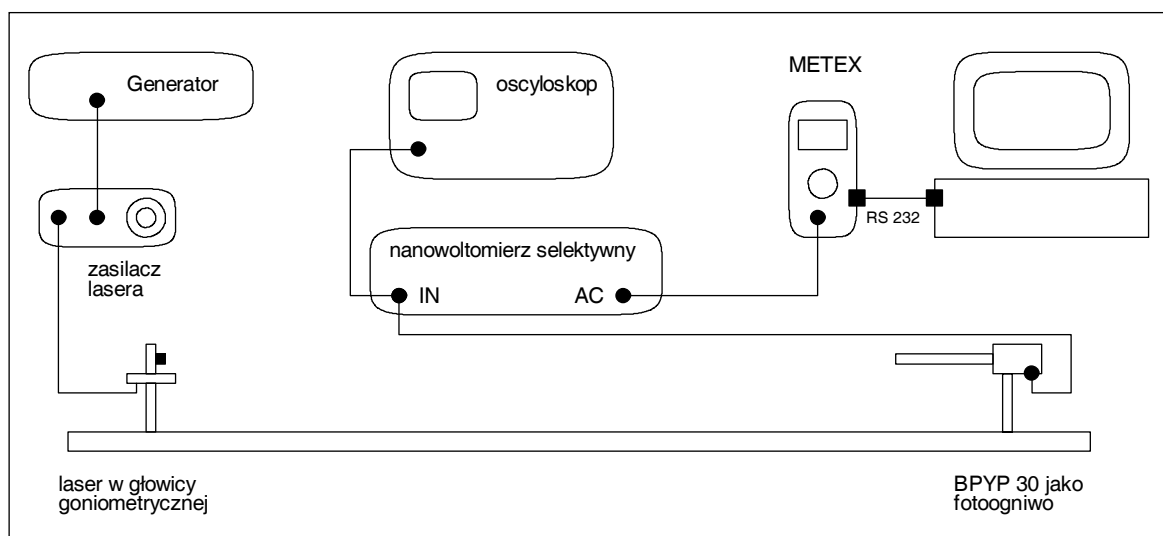 Generator
oscyloskop
METEX
RS 232
zasilacz
lasera
nanowoltomierz selektywny
IN
AC
laser w głowicy
goniometrycznej
BPYP 30 jako
fotoogniwo